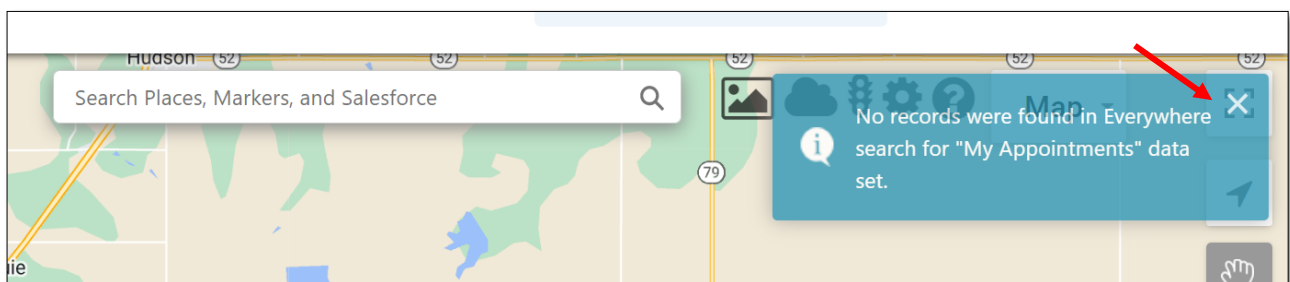 Hudson
52
52
52
52
52
Search Places, Markers, and Salesforce
Map
No records were found in Everywhere
search for "My Appointments" data
set.
79